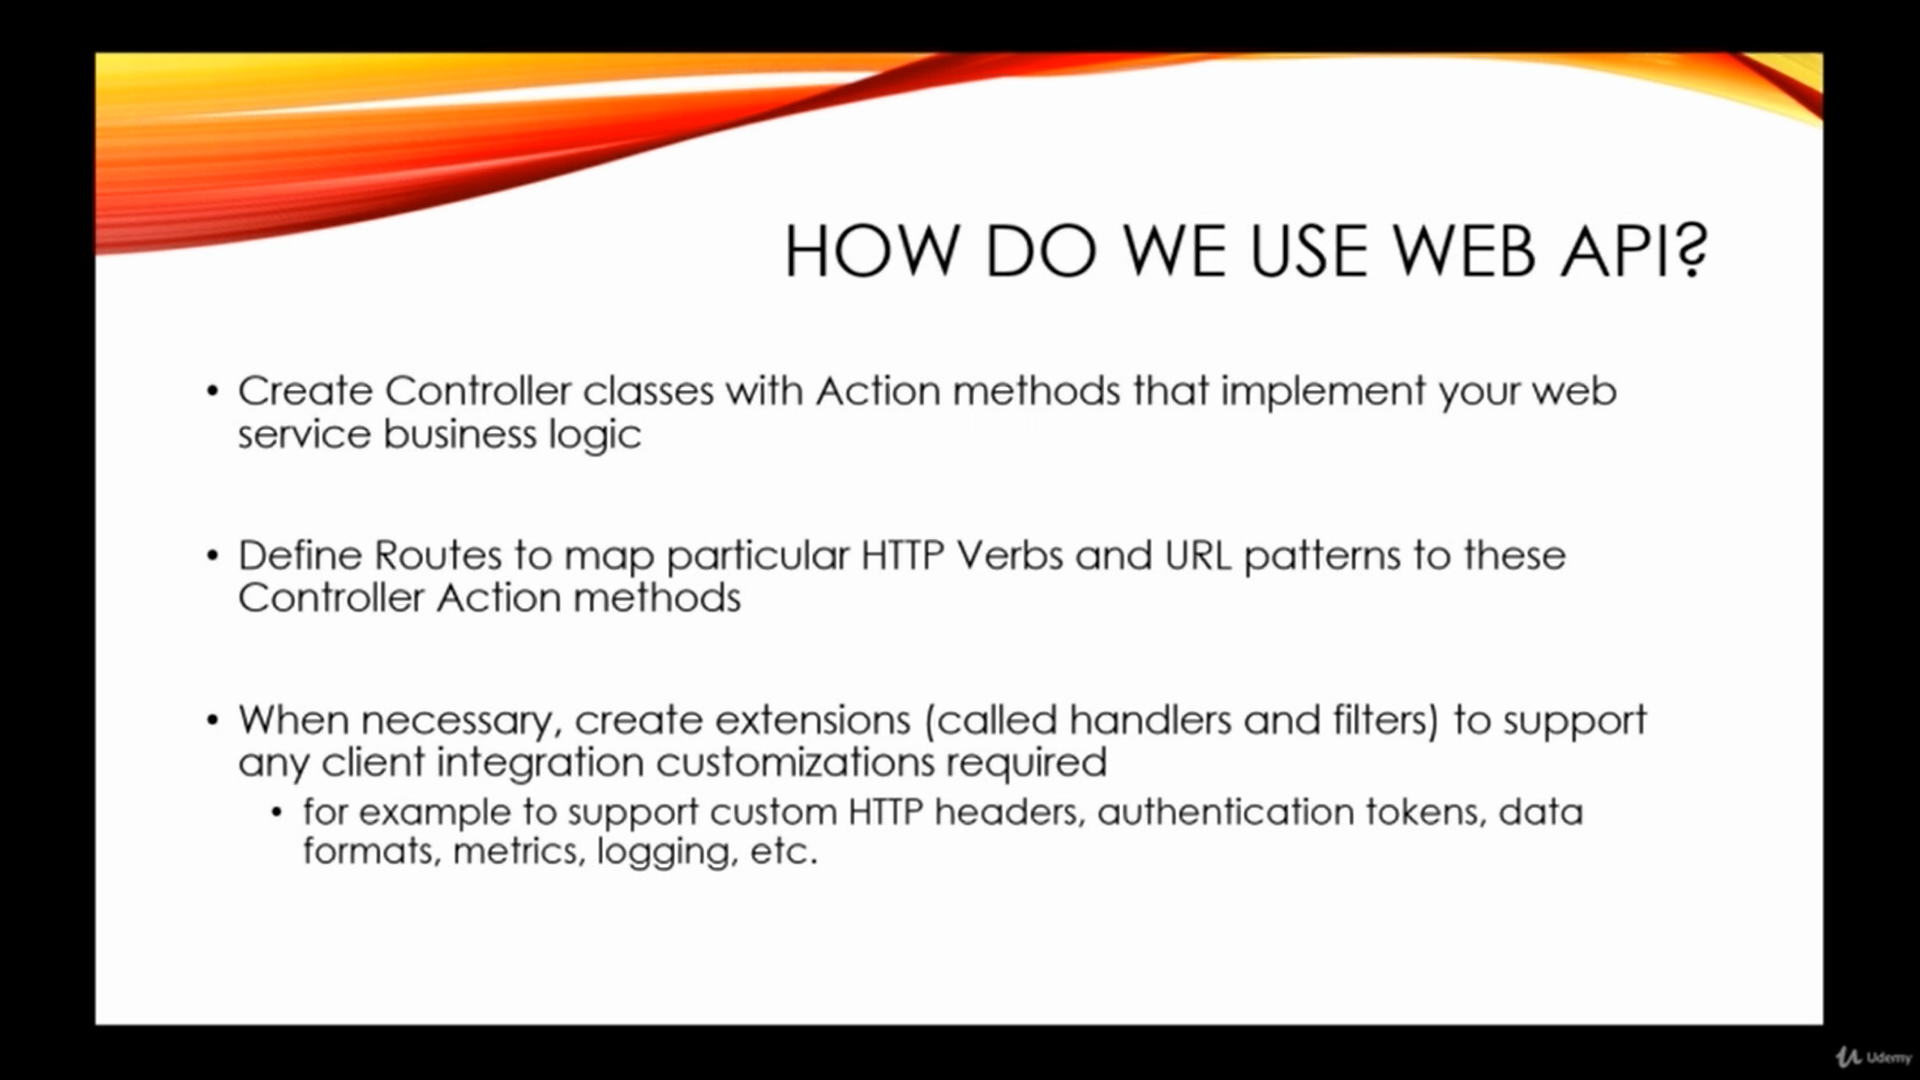 HOW DO WE USE WEB API?
• Create Controller classes with Action methods that implement your web
service business logic
• Define Routes to map particular HTTP Verbs and URL patterns to these
Controller Action methods
• When necessary, create extensions (called handlers and filters) to support
any client integration customizations required
• for example to support custom HTTP headers, authentication tokens, data
formats, metrics, logging, etc.
Udemy